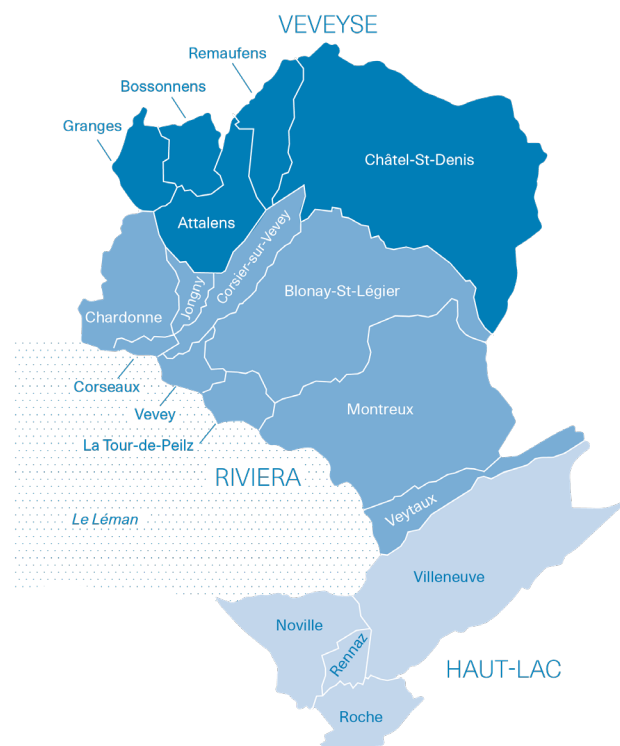 VEVEYSE
Remaufens
Bossonnens
Granges
Châtel-St-Denis
Attalens
Corsier-sur-Vevey
Jongny
Blonay-St-Légier
Chardonne
Corseaux
Vevey
Montreux
La Tour-de-Peilz
RIVIERA
Veytaux
Le Léman
Villeneuve
Noville
Rennaz
HAUT-LAC
Roche